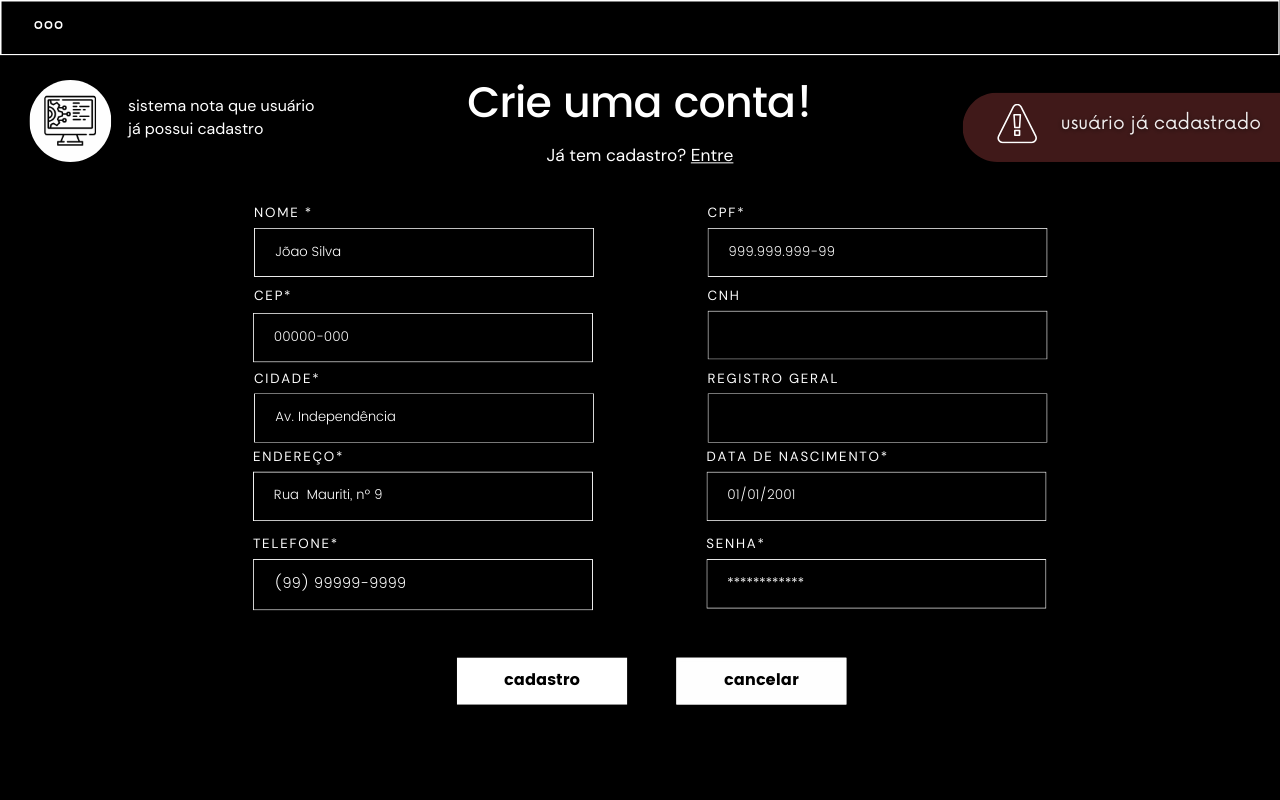 sistema nota que usuário
já possui cadastro
Crie uma conta!
Já tem cadastro? Entre
usuário já cadastrado
NOME *
Jõao Silva
CEP*
00000-000
CIDADE*
Av. Independência
ENDEREÇO*
Rua  Mauriti, nº 9
TELEFONE*
(99) 99999-9999
CPF*
999.999.999-99
CNH
REGISTRO GERAL
DATA DE NASCIMENTO*
01/01/2001
SENHA*
************
cadastro
cancelar